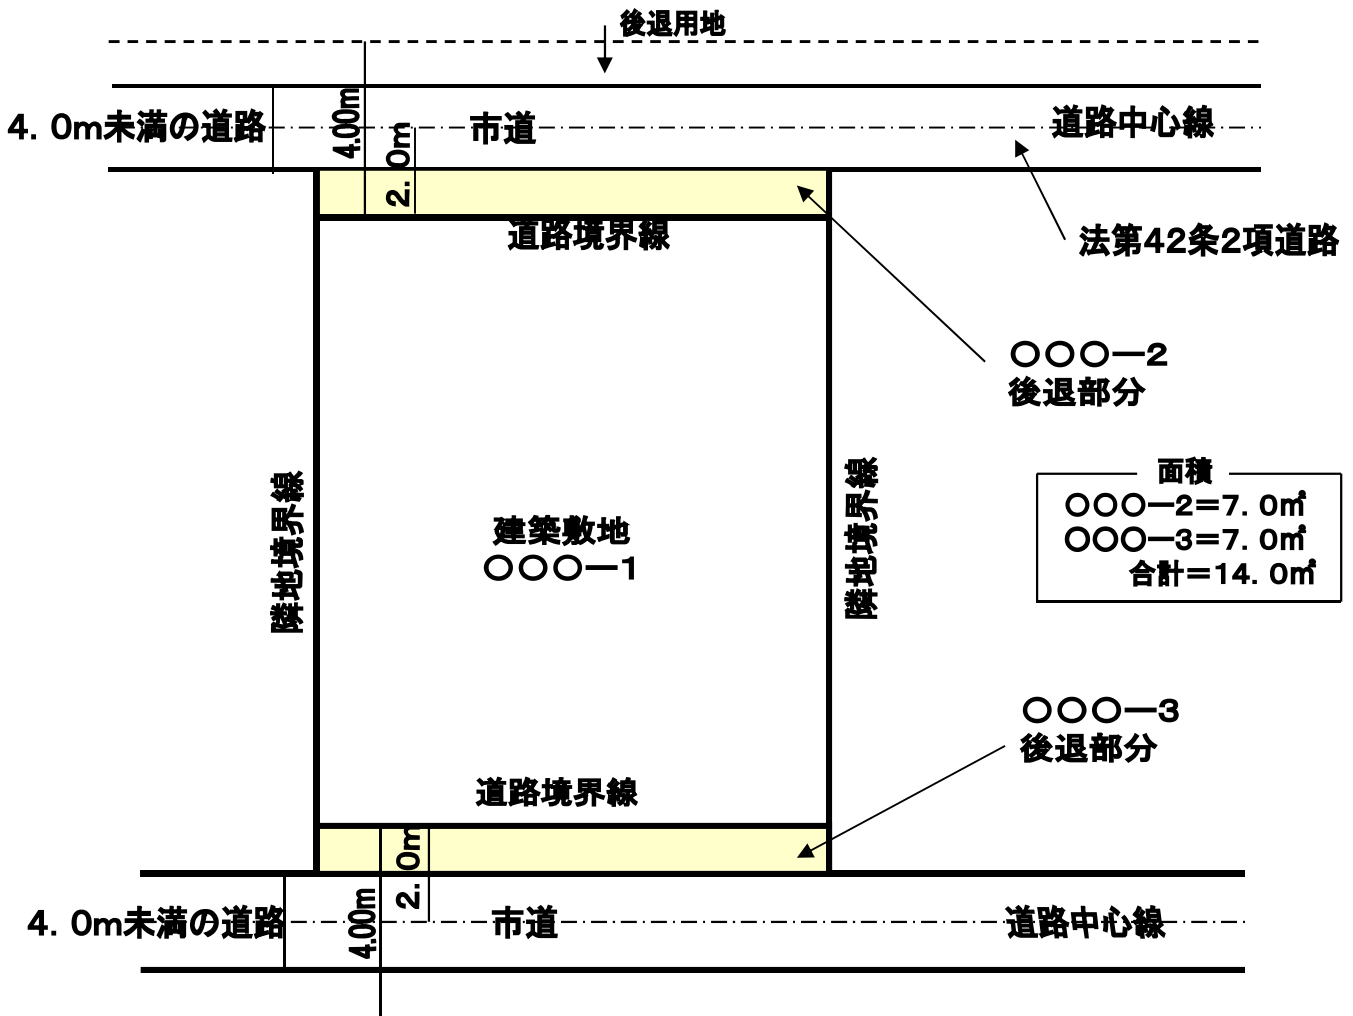 後退用地
4．0m未満の道路
4.00m
2．0m
市道
道路中心線
道路境界線
法第42条2項道路
○○○ー2
後退部分
隣地境界線
建築敷地
○○○ー1
隣地境界線
面積
○○○ー2＝7．0㎡
○○○ー3＝7．0㎡
合計＝14．0㎡
○○○ー3
後退部分
道路境界線
4．0m未満の道路
4.00m
2．0m
市道
道路中心線